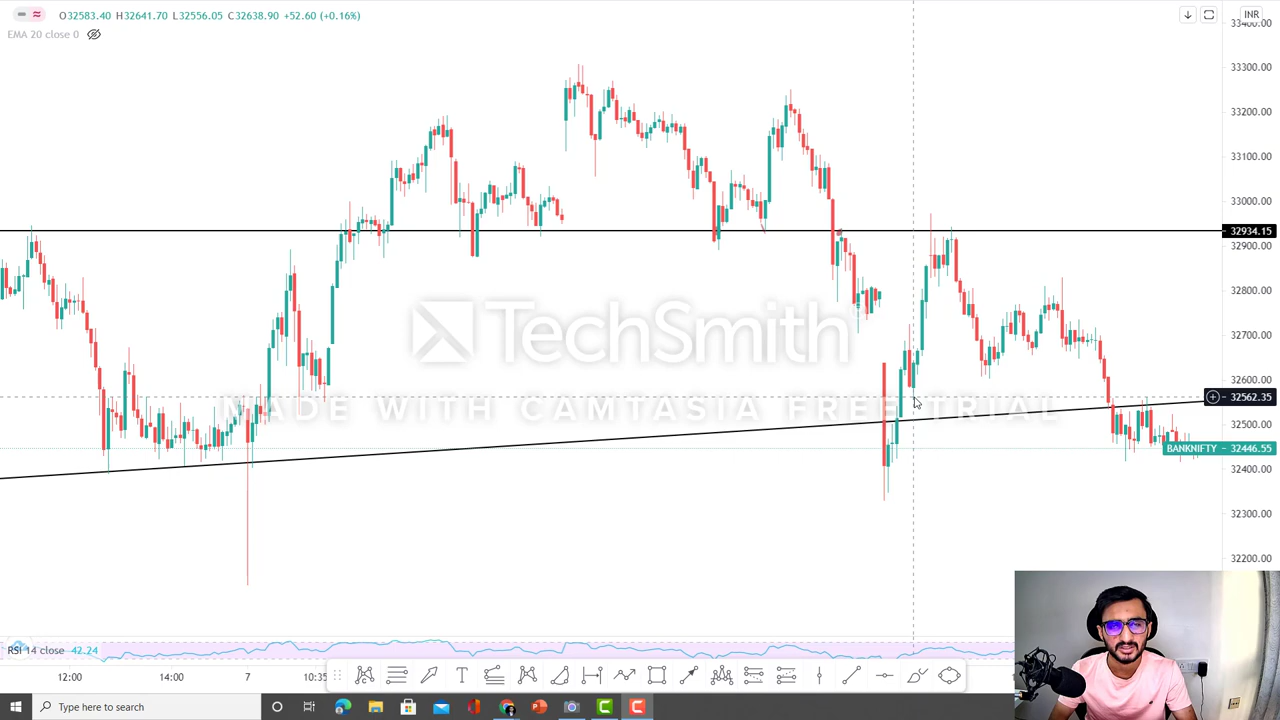 O32583.40 H32641.70 L32556.05 C32638.90 +52.60 (+0.16%)
INR
EMA 20 close 0
33400.00
33300.00
33200.00
33100.00
33000.00
32934.15
32900.00
32800.00
32700.00
32600.00
32562.35
32500.00
BANKNIFTY 32446.55
32400.00
32300.00
32200.00
TechSmith
MADE WITH CAMTASIA FREE TRIAL
RSI 14 close 42.24
12:00 14:00 7 10:35
Type here to search